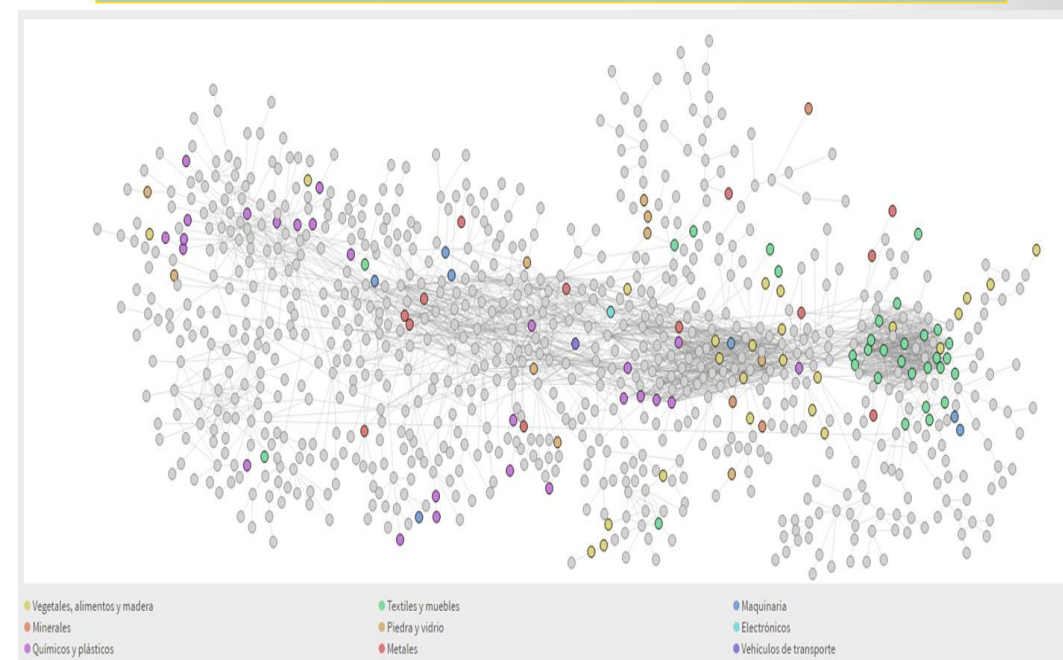 Vegetales, alimentos y madera
Textiles y muebles
Maquinaria
Minerales
Piedra y vidrio
Electrónicos
Químicos y plásticos
Metales
Vehículos de transporte